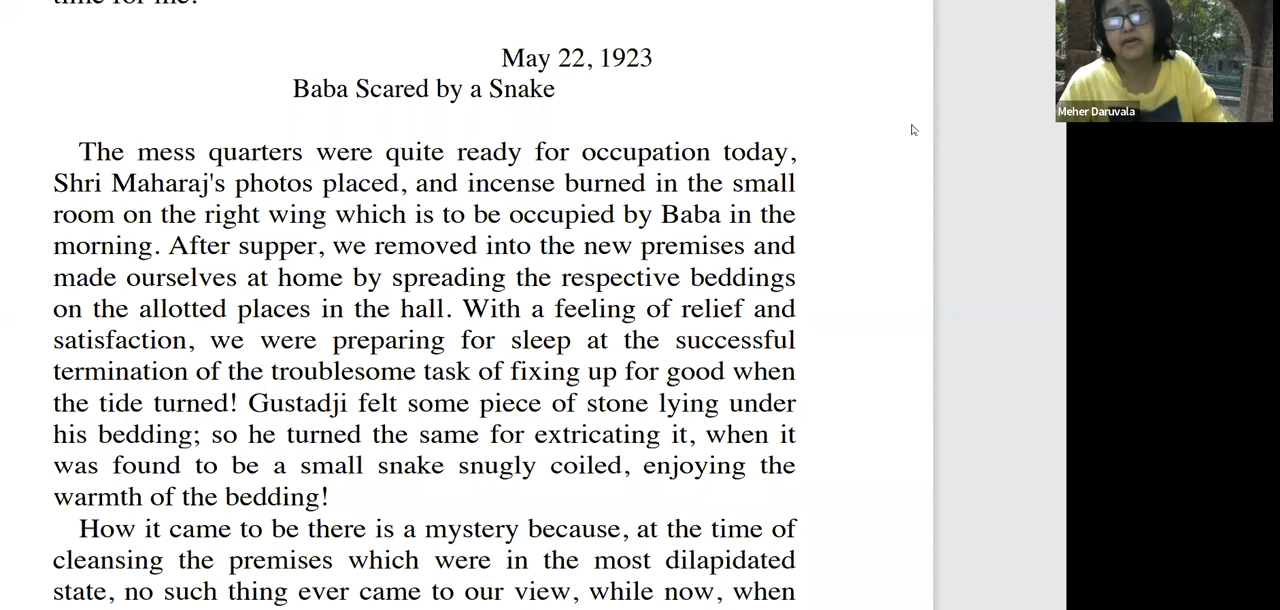 time for me!
May 22, 1923
Baba Scared by a Snake
The mess quarters were quite ready for occupation today,
Shri Maharaj's photos placed, and incense burned in the small
room on the right wing which is to be occupied by Baba in the
morning. After supper, we removed into the new premises and
made ourselves at home by spreading the respective beddings
on the allotted places in the hall. With a feeling of relief and
satisfaction, we were preparing for sleep at the successful
termination of the troublesome task of fixing up for good when
the tide turned! Gustadji felt some piece of stone lying under
his bedding; so he turned the same for extricating it, when it
was found to be a small snake snugly coiled, enjoying the
warmth of the bedding!
How it came to be there is a mystery because, at the time of
cleansing the premises which were in the most dilapidated
state, no such thing ever came to our view, while now, when
Meher Daruvala